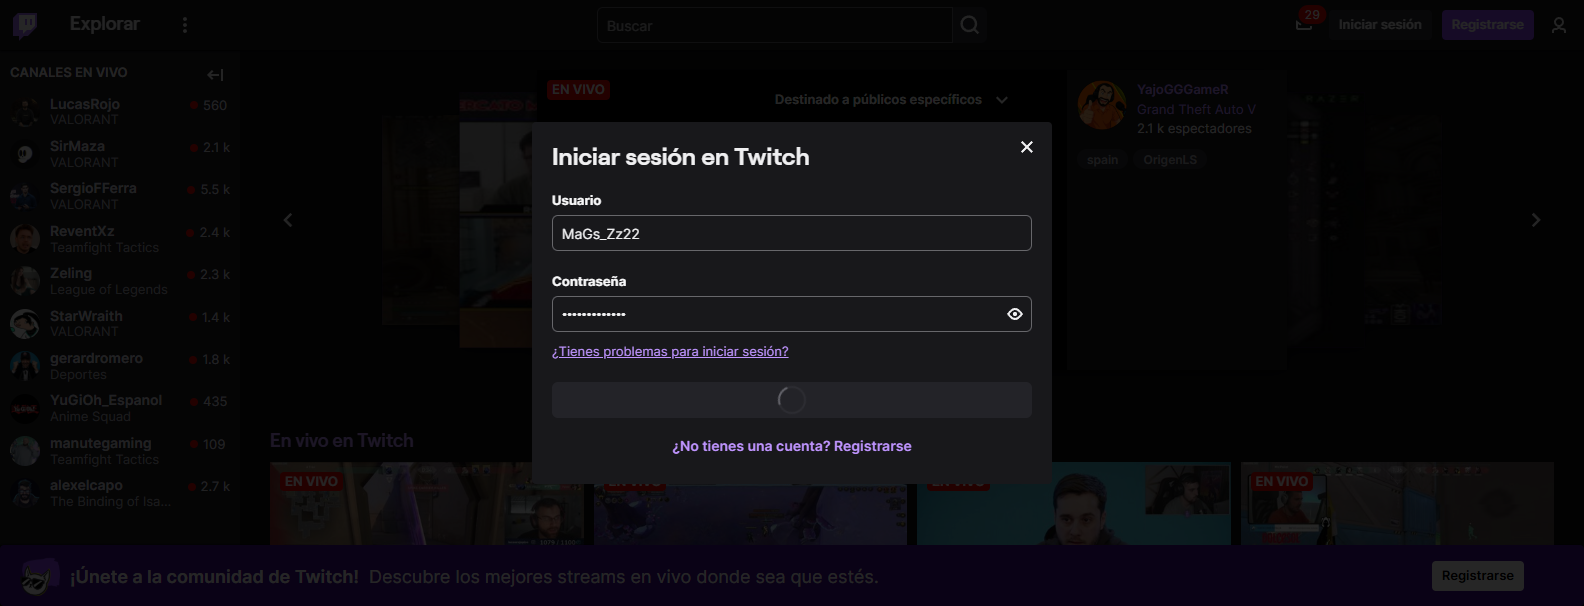 Explorar
Buscar
29
Iniciar sesión
Registrarse
CANALES EN VIVO
LucasRojo
560
VALORANT
SirMaza
2.1 k
VALORANT
SergioFFerra
5.5 k
VALORANT
ReventXz
2.4 k
Teamfight Tactics
Zeling
2.3 k
League of Legends
StarWraith
1.4 k
VALORANT
gerardromero
1.8 k
Deportes
YuGiOh_Espanol
435
Anime Squad
manutegaming
109
Teamfight Tactics
alexelcapo
2.7 k
The Binding of Isa...
EN VIVO
Destinado a públicos específicos
YajoGGGameR
Grand Theft Auto V
2.1 k espectadores
spain
OrigenLS
Iniciar sesión en Twitch
Usuario
MaGs_Zz22
Contraseña
•••••••••••••
¿Tienes problemas para iniciar sesión?
¿No tienes una cuenta? Registrarse
En vivo en Twitch
EN VIVO
EN VIVO
EN VIVO
EN VIVO
¡Únete a la comunidad de Twitch! Descubre los mejores streams en vivo donde sea que estés.
Registrarse